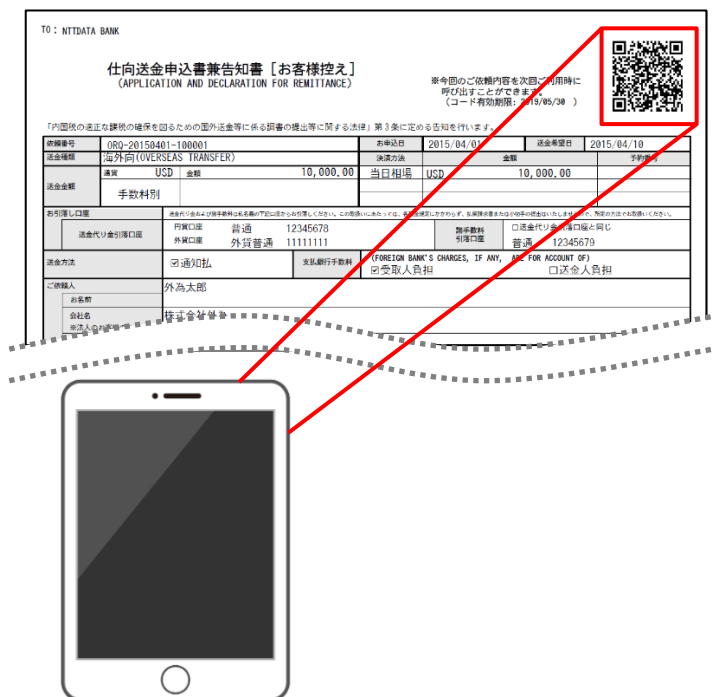 TO: NTTDATA BANK
仕向送金申込書兼告知書 [お客様控え]
(APPLICATION AND DECLARATION FOR REMITTANCE)
※今回のご依頼内容を次回ご利用時に
呼び出すことができます。
(コード有効期限: 2019/05/30 )
「内国税の適正な課税の確保を図るための国外送金等に係る調書の提出等に関する法律」第3条に定める告知を行います。
依頼番号 ORQ-20150401-100001 お申込日 2015/04/01 送金希望日 2015/04/10
送金種類 海外向(OVERSEAS TRANSFER) 決済方法 金額 予約番号
送金金額 通貨 USD 金額 10,000.00 当日相場 USD 10,000.00
手数料別
お引落し口座
送金代り金引落口座 円貨口座 普通 12345678 諸手数料 引落口座 □送金代り金引落口座と同じ
外貨口座 外貨普通 11111111 普通 12345679
送金方法 ☑通知払 支払銀行手数料 (FOREIGN BANK'S CHARGES, IF ANY, ARE FOR ACCOUNT OF)
☑受取人負担 □送金人負担
ご依頼人 外為太郎
お名前
会社名 株式会社外為
※法人のお客様